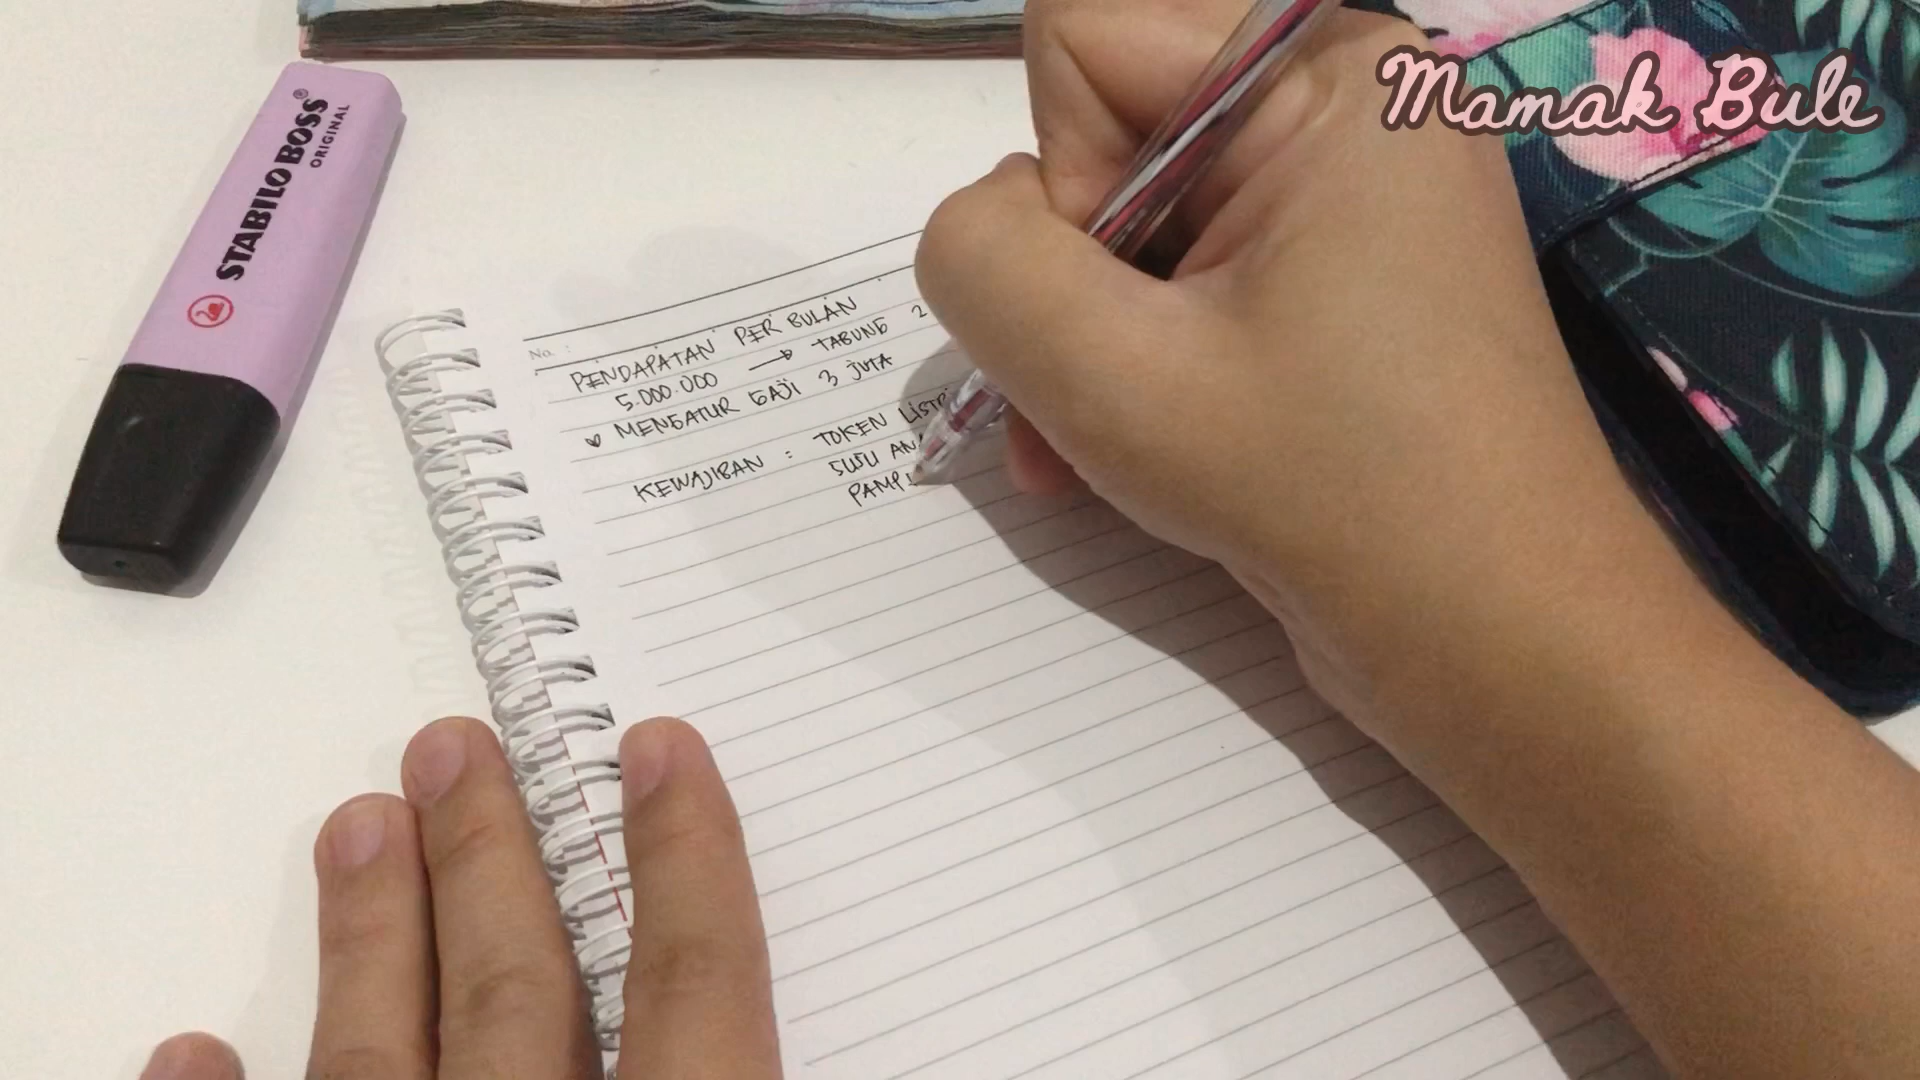 Mamak Bule
STABILO BOSS®
ORIGINAL
No :
PENDAPATAN PER BULAN
5.000.000 → TABUNG 2
♡ MENGATUR GAJI 3 JUTA
KEWAJIBAN : TOKEN
SUSU